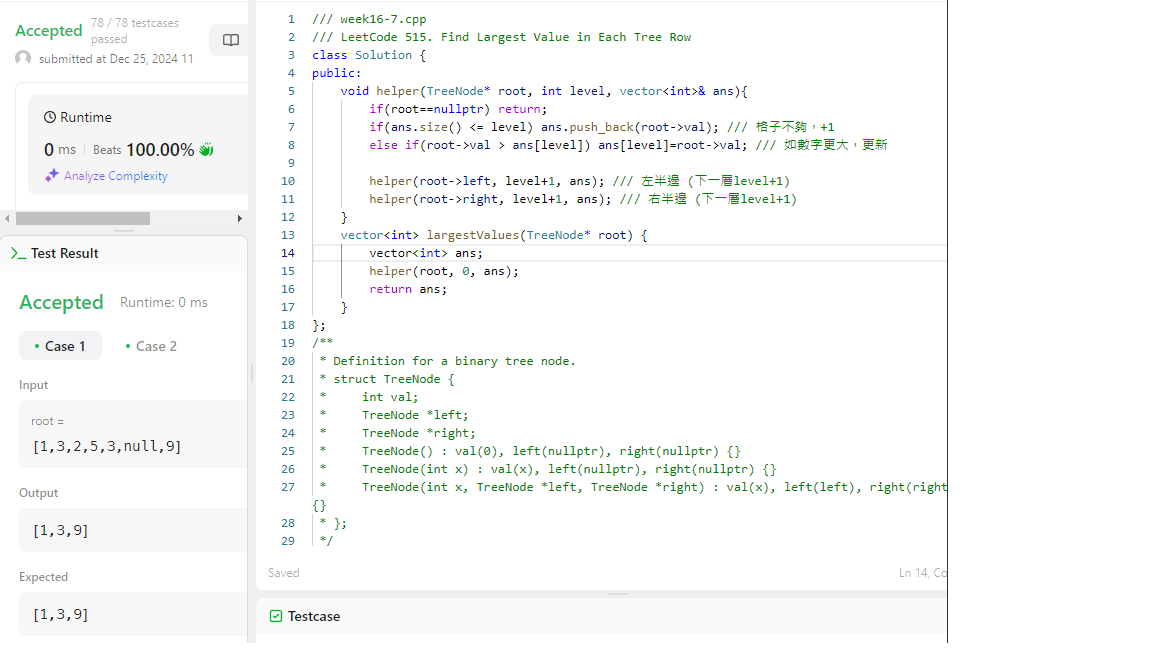 Accepted 78 / 78 testcases passed
submitted at Dec 25, 2024 11
Runtime
0 ms | Beats 100.00%
Analyze Complexity
Test Result
Accepted Runtime: 0 ms
Case 1 Case 2
Input
root =
[1,3,2,5,3,null,9]
Output
[1,3,9]
Expected
[1,3,9]
1 /// week16-7.cpp
2 /// LeetCode 515. Find Largest Value in Each Tree Row
3 class Solution {
4 public:
5     void helper(TreeNode* root, int level, vector<int>& ans){
6         if(root==nullptr) return;
7         if(ans.size() <= level) ans.push_back(root->val); /// 格子不夠，+1
8         else if(root->val > ans[level]) ans[level]=root->val; /// 如數字更大，更新
9
10         helper(root->left, level+1, ans); /// 左半邊 (下一層level+1)
11         helper(root->right, level+1, ans); /// 右半邊 (下一層level+1)
12     }
13     vector<int> largestValues(TreeNode* root) {
14         vector<int> ans;
15         helper(root, 0, ans);
16         return ans;
17     }
18 };
19 /**
20  * Definition for a binary tree node.
21  * struct TreeNode {
22  *     int val;
23  *     TreeNode *left;
24  *     TreeNode *right;
25  *     TreeNode() : val(0), left(nullptr), right(nullptr) {}
26  *     TreeNode(int x) : val(x), left(nullptr), right(nullptr) {}
27  *     TreeNode(int x, TreeNode *left, TreeNode *right) : val(x), left(left), right(right
{}
28  * };
29  */
Saved Ln 14, Co
Testcase